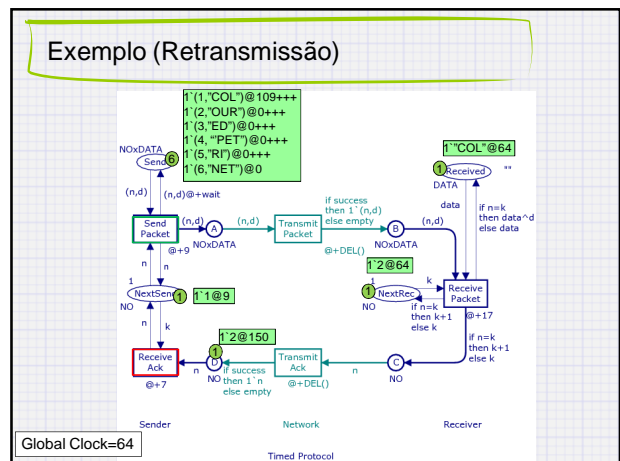 Exemplo (Retransmissão)
1`(1,"COL")@109+++
1`(2,"OUR")@0+++
1`(3,"ED")@0+++
1`(4, “"PET")@0+++
1`(5,"RI")@0+++
1`(6,"NET")@0
NOxDATA
Send
6
1`"COL"@64
1
Received
""
DATA
(n,d)
(n,d)@+wait
data
if n=k
then data^d
else data
if success
then 1`(n,d)
else empty
Send
Packet
@+9
(n,d)
A
NOxDATA
(n,d)
Transmit
Packet
@+DEL()
B
NOxDATA
(n,d)
n
n
1`2@64
1
NextSend
1
1`1@9
NO
1
1
NextRec
NO
k
if n=k
then k+1
else k
Receive
Packet
@+17
n
k
1`2@150
if n=k
then k+1
else k
Receive
Ack
@+7
n
1
D
NO
if success
then 1`n
else empty
Transmit
Ack
@+DEL()
n
C
NO
Sender
Network
Receiver
Global Clock=64
Timed Protocol